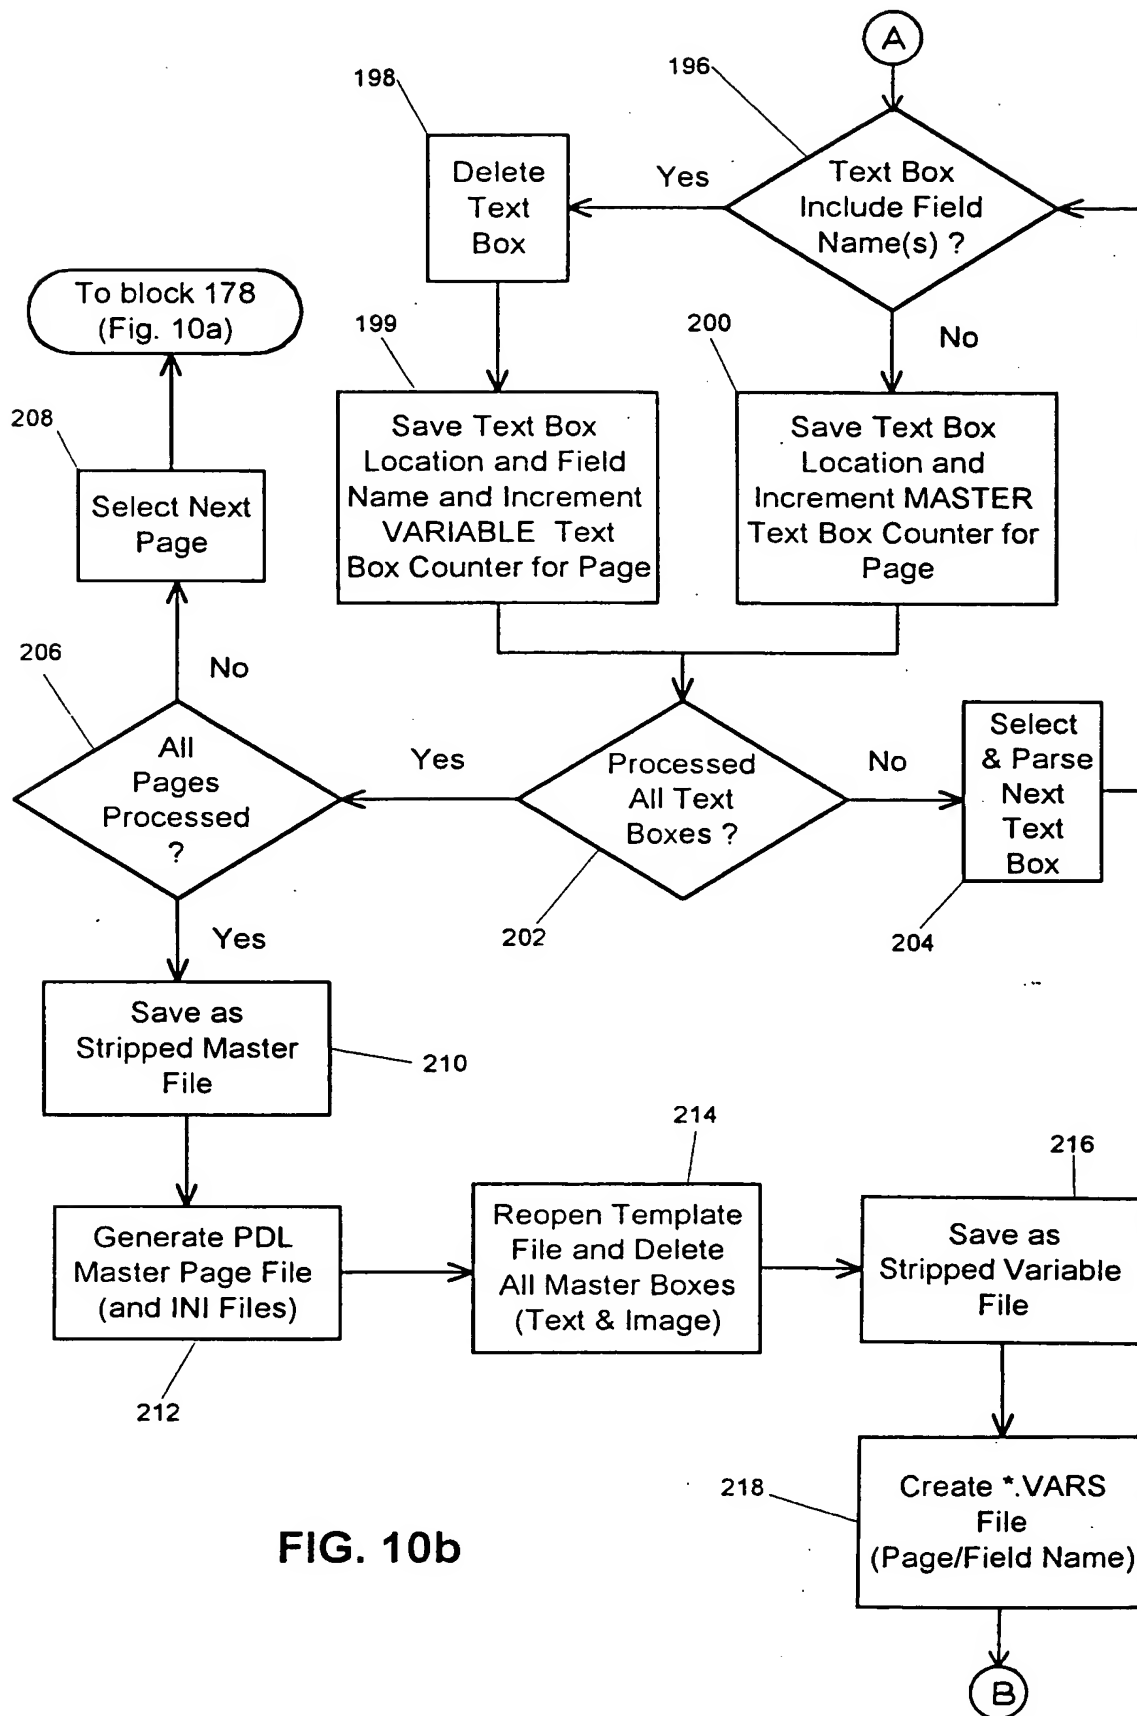 A
196
Text Box
Include Field
Name(s) ?
Yes
No
198
Delete
Text
Box
To block 178
(Fig. 10a)
199
Save Text Box
Location and Field
Name and Increment
VARIABLE Text
Box Counter for Page
200
Save Text Box
Location and
Increment MASTER
Text Box Counter for
Page
208
Select Next
Page
206
No
All
Pages
Processed
?
Yes
Yes
Processed
All Text
Boxes ?
202
No
Select
& Parse
Next
Text
Box
204
Save as
Stripped Master
File
210
Generate PDL
Master Page File
(and INI Files)
212
214
Reopen Template
File and Delete
All Master Boxes
(Text & Image)
216
Save as
Stripped Variable
File
218
Create *.VARS
File
(Page/Field Name)
B
FIG. 10b